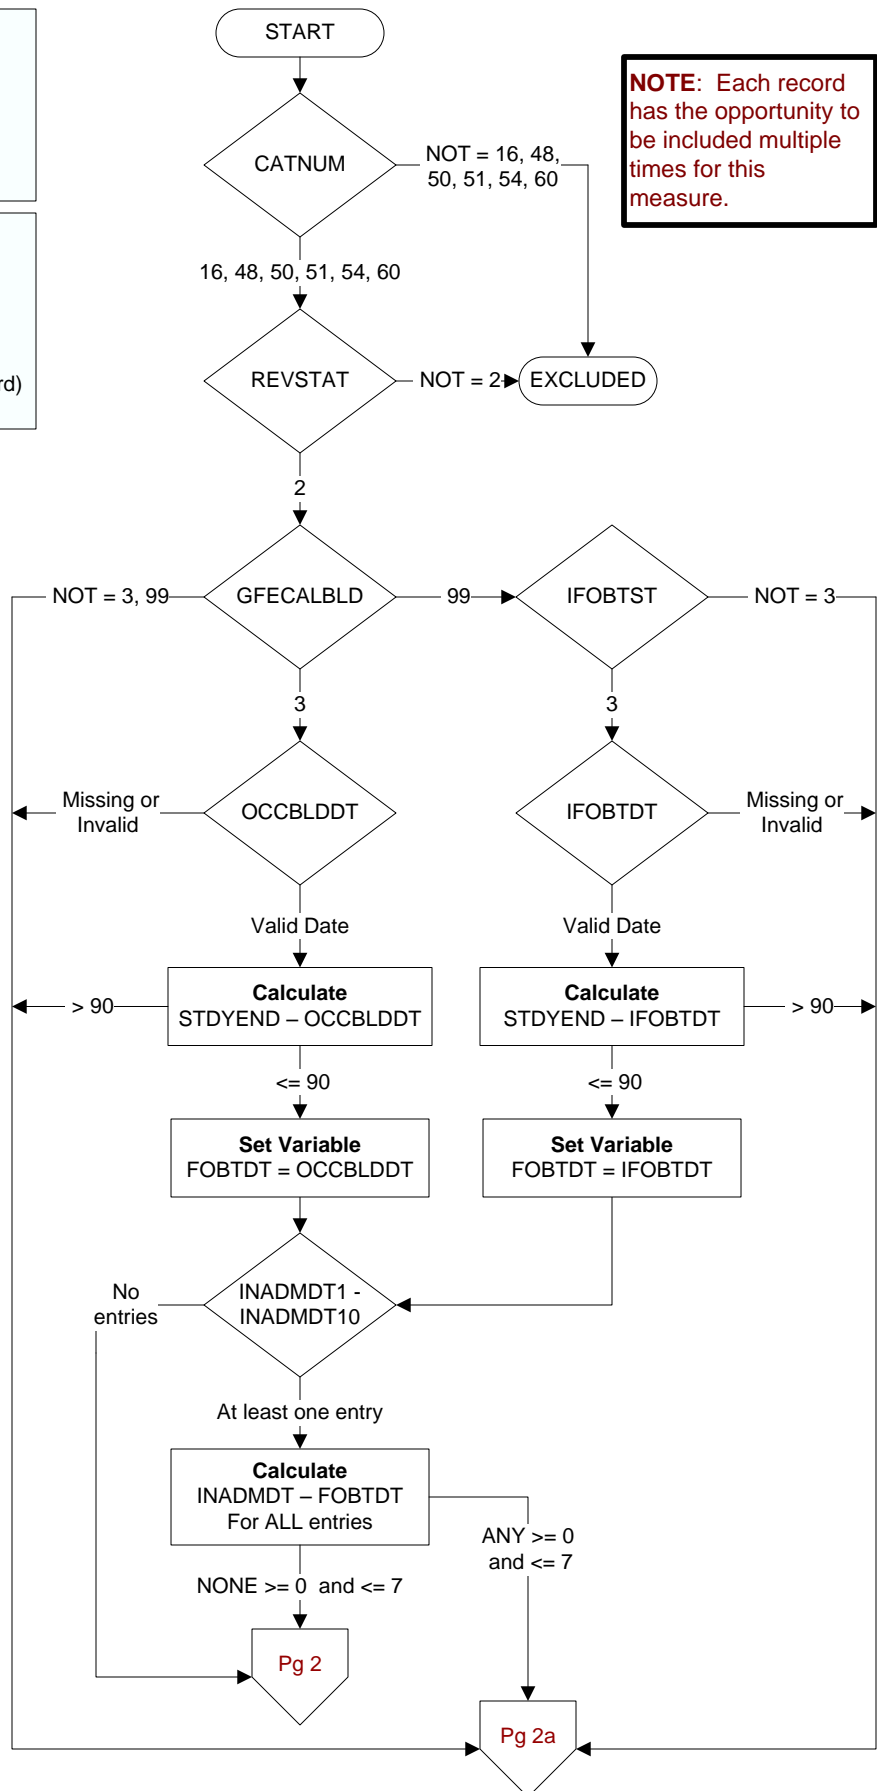 START
NOTE: Each record
has the opportunity to
be included multiple
times for this
measure.
CATNUM
NOT = 16, 48,
50, 51, 54, 60
16, 48, 50, 51, 54, 60
rd)
REVSTAT
NOT = 2
EXCLUDED
2
NOT = 3, 99
GFECALBLD
99
IFOBTST
NOT = 3
3
3
Missing or
Invalid
OCCBLDDT
IFOBTDT
Missing or
Invalid
Valid Date
Valid Date
> 90
Calculate
STDYEND – OCCBLDDT
Calculate
STDYEND – IFOBTDT
> 90
<= 90
<= 90
Set Variable
FOBTDT = OCCBLDDT
Set Variable
FOBTDT = IFOBTDT
No
entries
INADMDT1 -
INADMDT10
At least one entry
Calculate
INADMDT – FOBTDT
For ALL entries
ANY >= 0
and <= 7
NONE >= 0 and <= 7
Pg 2
Pg 2a